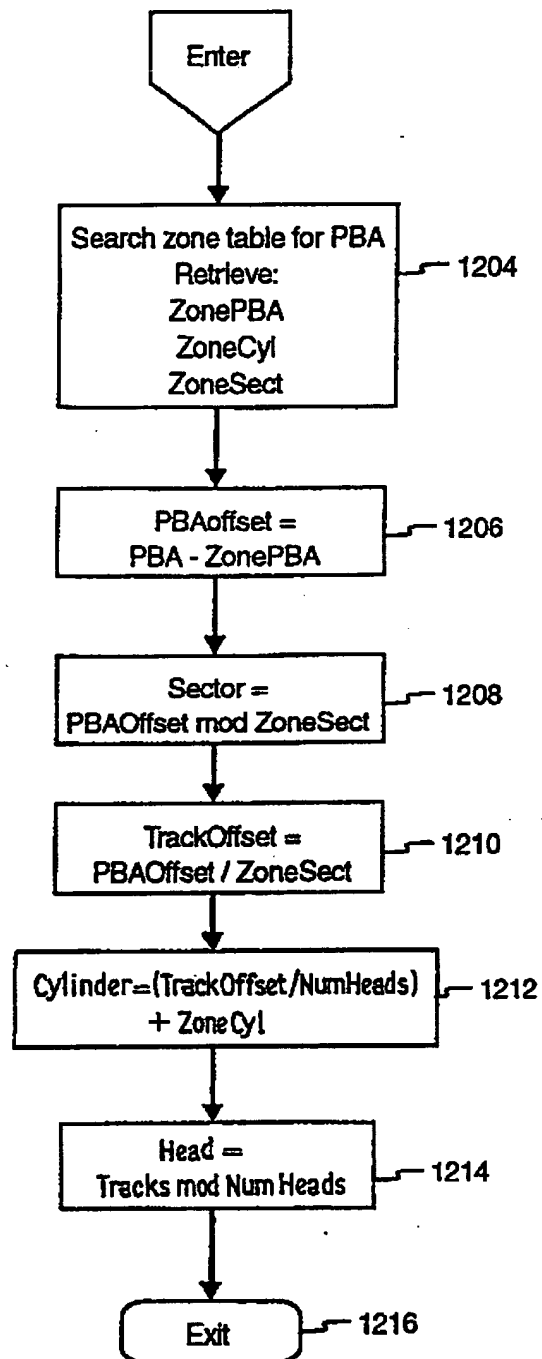 Enter
Search zone table for PBA
Retrieve:
ZonePBA
ZoneCyl
ZoneSect
1204
PBAoffset =
PBA - ZonePBA
1206
Sector =
PBAOffset mod ZoneSect
1208
TrackOffset =
PBAOffset / ZoneSect
1210
Cylinder=(TrackOffset/NumHeads)
+ ZoneCyl
1212
Head =
Tracks mod Num Heads
1214
Exit
1216